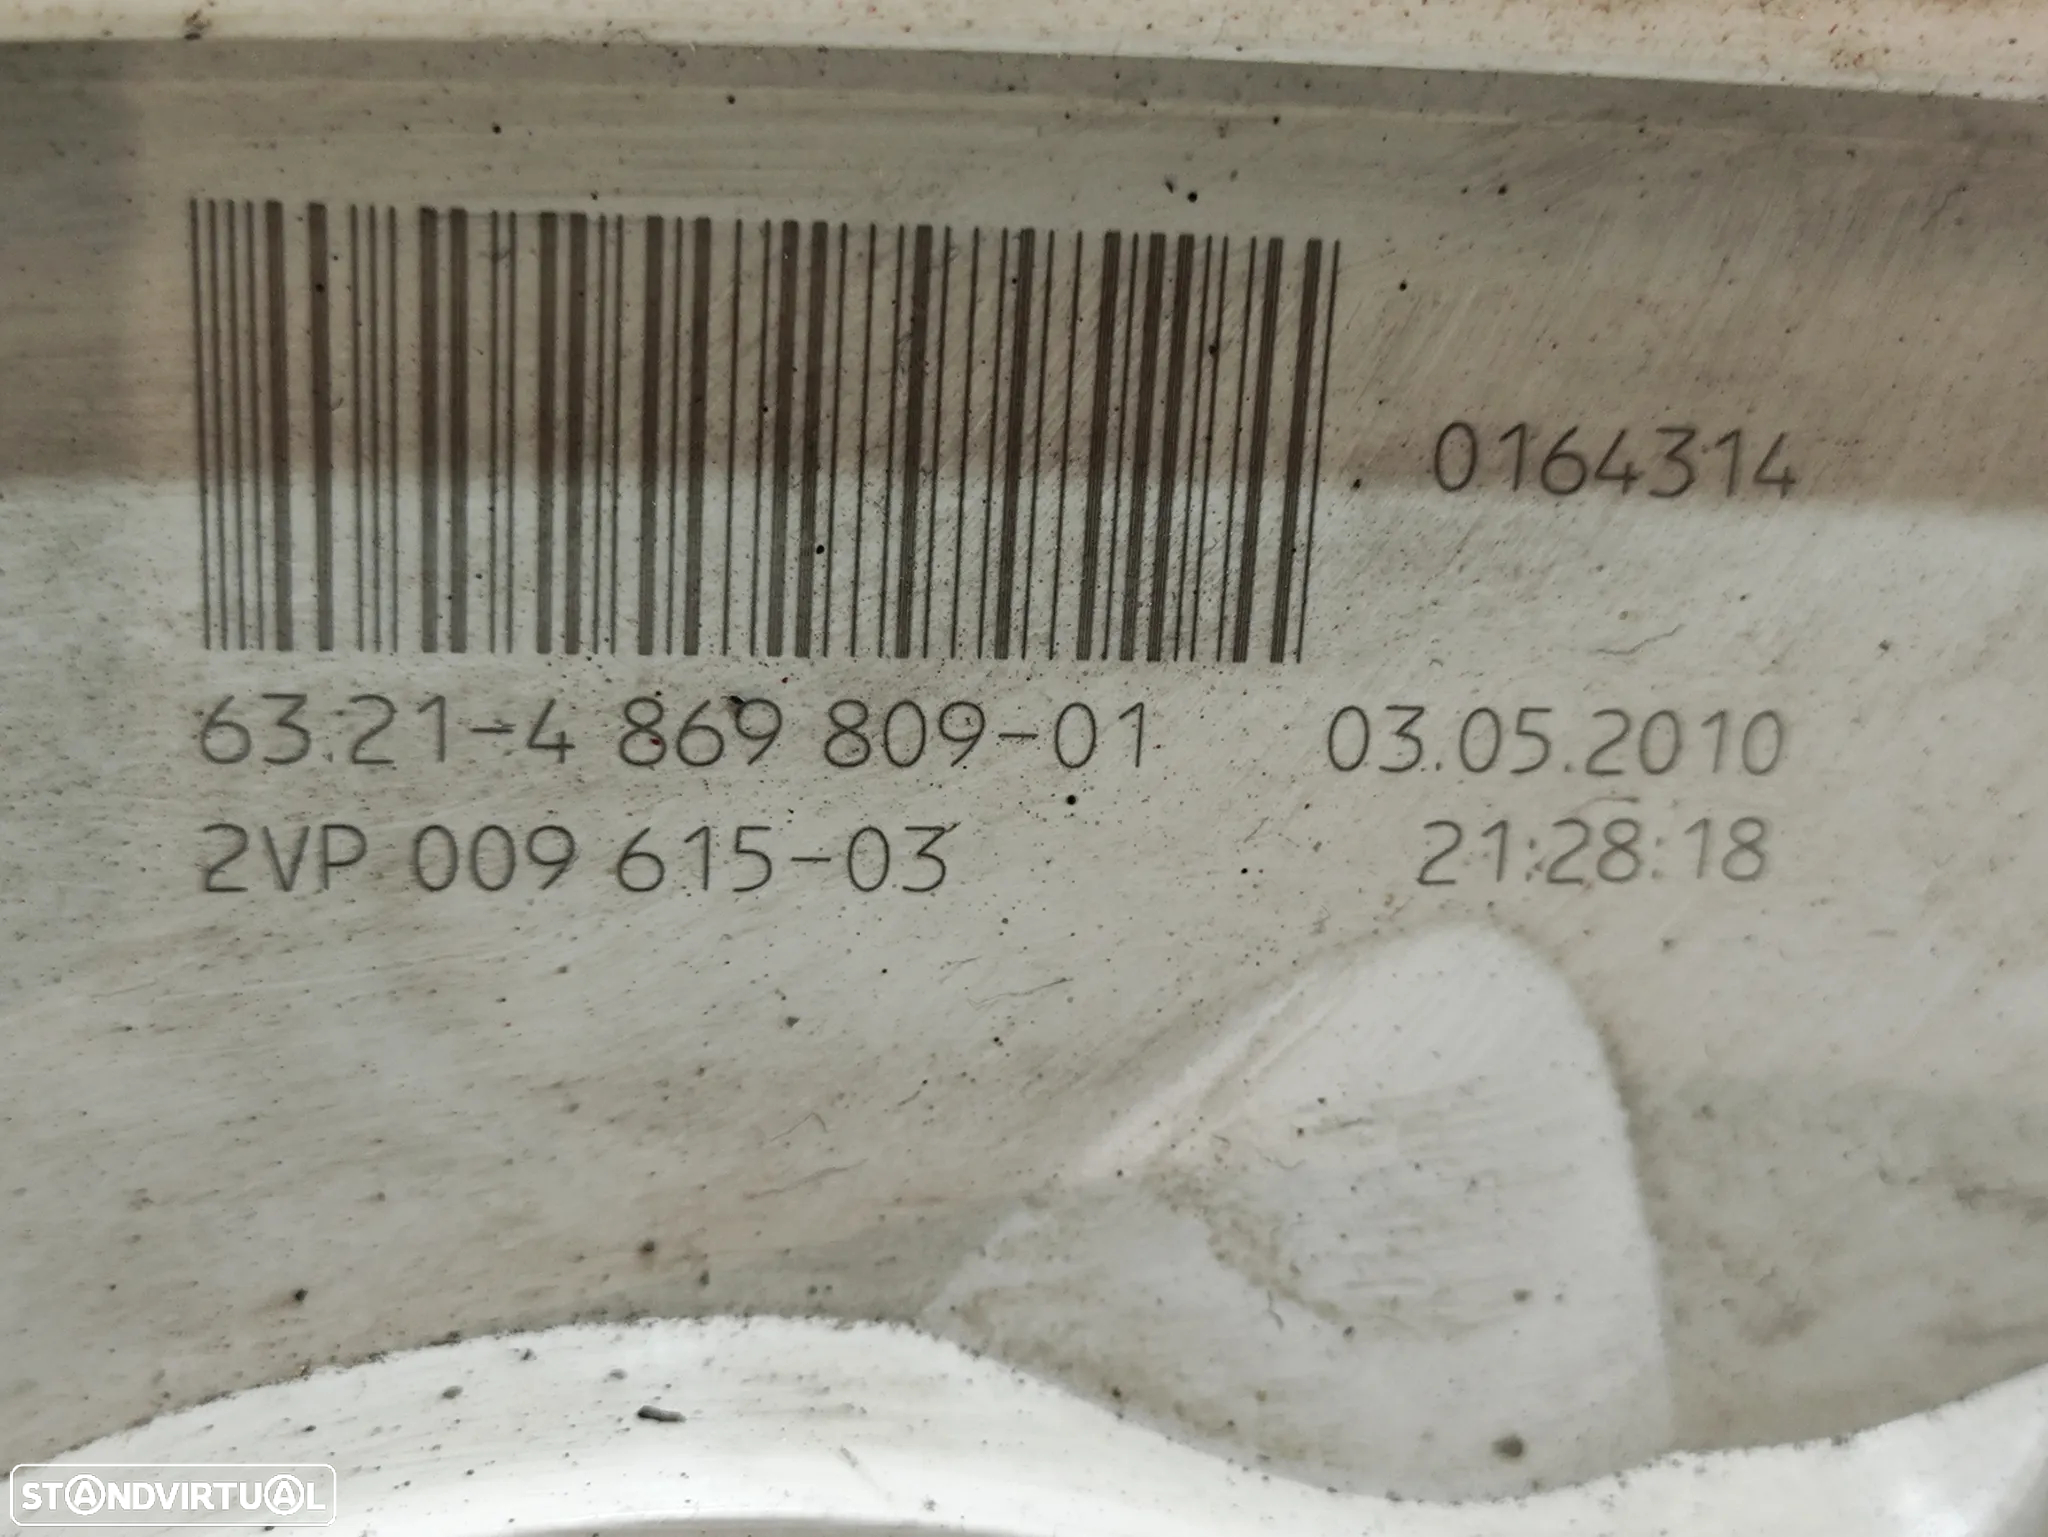 0164314
63.21-4 869 809-01 03.05.2010
2VP 009 615-03 21:28:18
STANDVIRTUAL